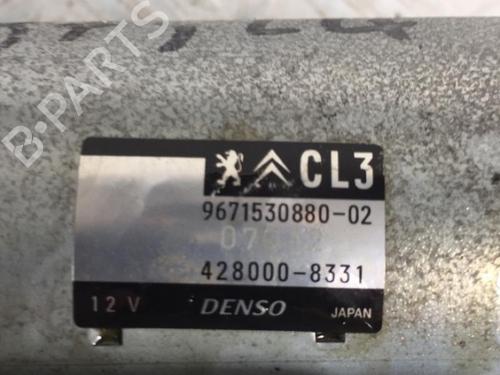 B-PARTS
CL3
9671530880-02
428000-8331
12 V DENSO JAPAN